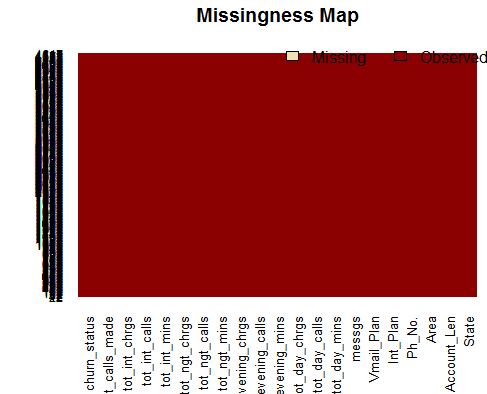 Missingness Map
Missing
Observed
churn_status
t_calls_made
tot_int_chrgs
tot_int_calls
tot_int_mins
tot_ngt_chrgs
tot_ngt_calls
tot_ngt_mins
vening_chrgs
evening_calls
evening_mins
ot_day_chrgs
tot_day_calls
tot_day_mins
messgs
Vmail_Plan
Int_Plan
Ph_No.
Area
Account_Len
State